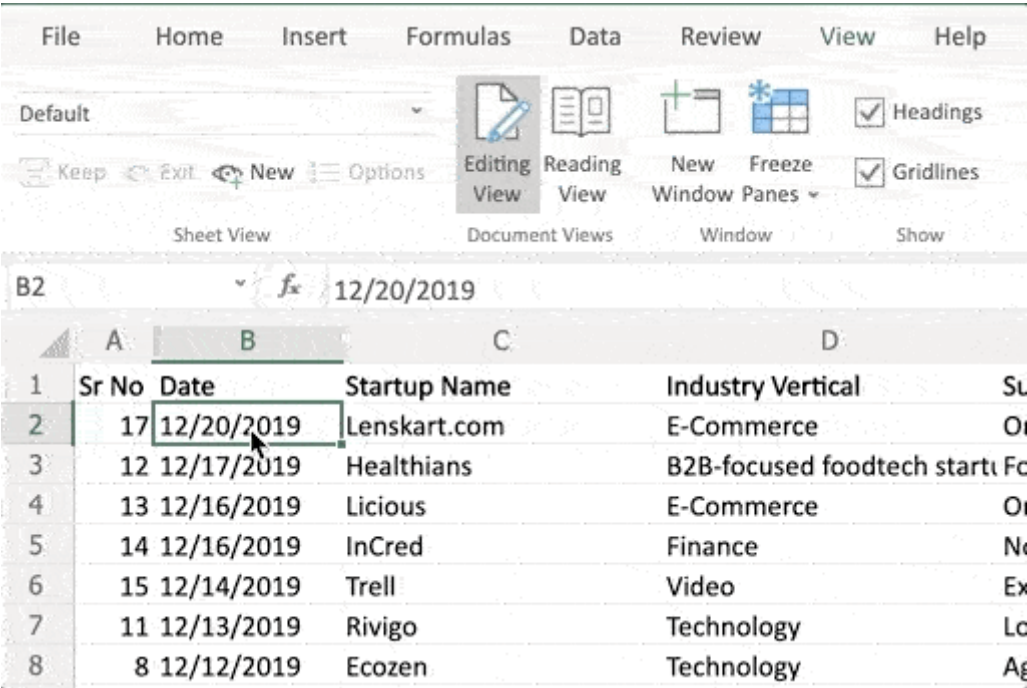 File Home Insert Formulas Data Review View Help
Default
Headings
Keep Exit New Options
Editing View
Reading View
New Window
Freeze Panes
Gridlines
Sheet View Document Views Window Show
B2 fx 12/20/2019
A B C D
1 Sr No Date Startup Name Industry Vertical
2 17 12/20/2019 Lenskart.com E-Commerce
3 12 12/17/2019 Healthians B2B-focused foodtech startu
4 13 12/16/2019 Licious E-Commerce
5 14 12/16/2019 InCred Finance
6 15 12/14/2019 Trell Video
7 11 12/13/2019 Rivigo Technology
8 8 12/12/2019 Ecozen Technology